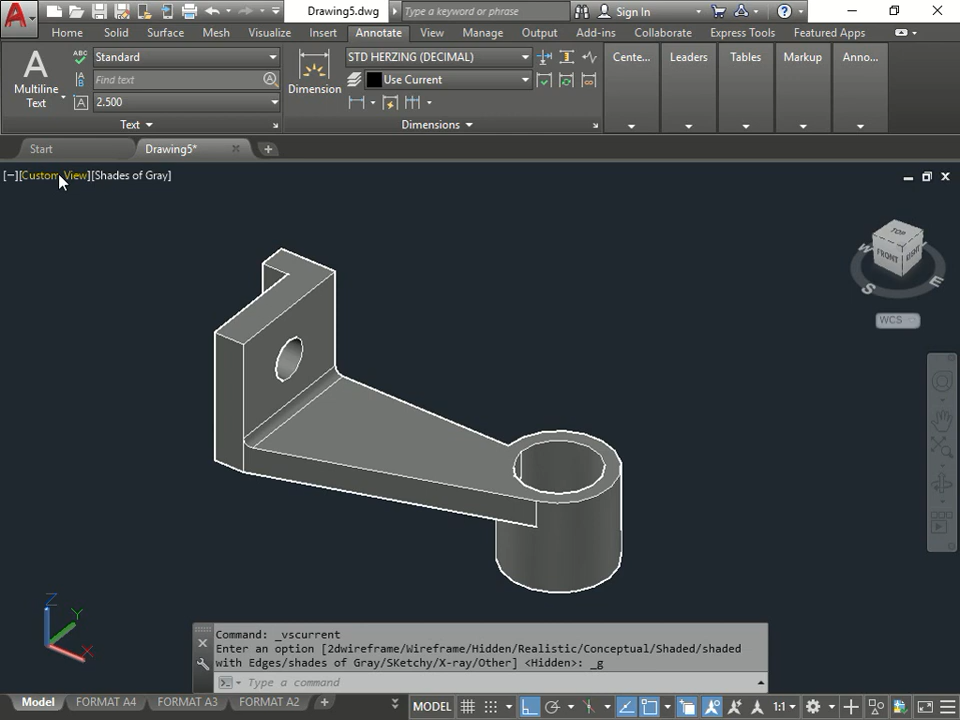 Drawing5.dwg
Type a keyword or phrase
Sign In
Home Solid Surface Mesh Visualize Insert Annotate View Manage Output Add-ins Collaborate Express Tools Featured Apps
Multiline
Text
Standard
Find text
2.500
Text
Dimension
STD HERZING (DECIMAL)
Use Current
Dimensions
Cente... Leaders Tables Markup Anno...
Start Drawing5*
[−][Custom View][Shades of Gray]
TOP
FRONT
RIGHT
W
S
E
WCS
Z
Y
X
Command: _vscurrent
Enter an option [2dwireframe/Wireframe/Hidden/Realistic/Conceptual/Shaded/shaded
with Edges/shades of Gray/SKetchy/X-ray/Other] <Hidden>: _g
Type a command
Model FORMAT A4 FORMAT A3 FORMAT A2 MODEL 1:1